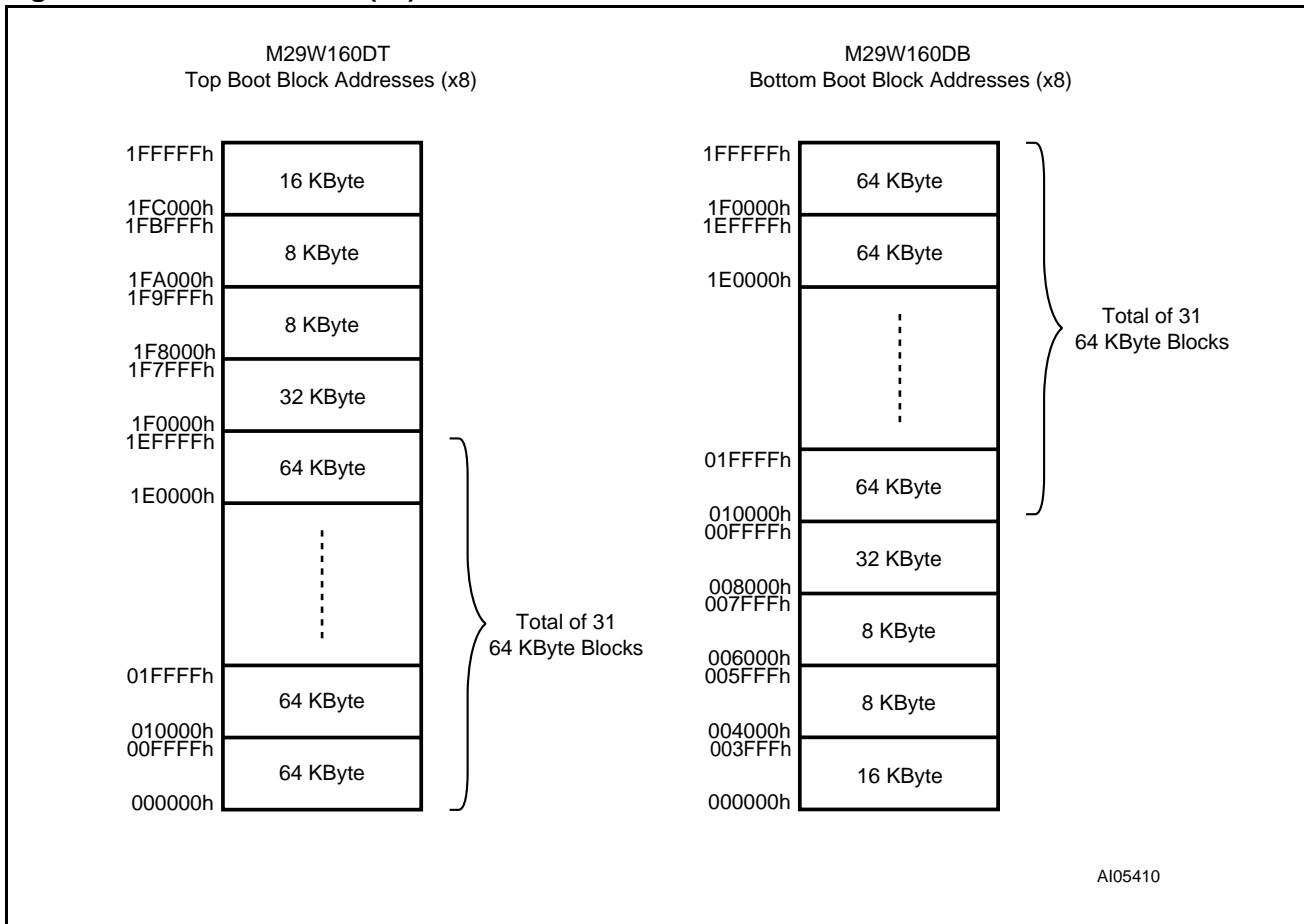 M29W160DT
Top Boot Block Addresses (x8)
1FFFFFh
16 KByte
1FC000h
1FBFFFh
8 KByte
1FA000h
1F9FFFh
8 KByte
1F8000h
1F7FFFh
32 KByte
1F0000h
1EFFFFh
64 KByte
1E0000h
Total of 31
64 KByte Blocks
01FFFFh
64 KByte
010000h
00FFFFh
64 KByte
000000h
M29W160DB
Bottom Boot Block Addresses (x8)
1FFFFFh
64 KByte
1F0000h
1EFFFFh
64 KByte
1E0000h
Total of 31
64 KByte Blocks
01FFFFh
64 KByte
010000h
00FFFFh
32 KByte
008000h
007FFFh
8 KByte
006000h
005FFFh
8 KByte
004000h
003FFFh
16 KByte
000000h
AI05410